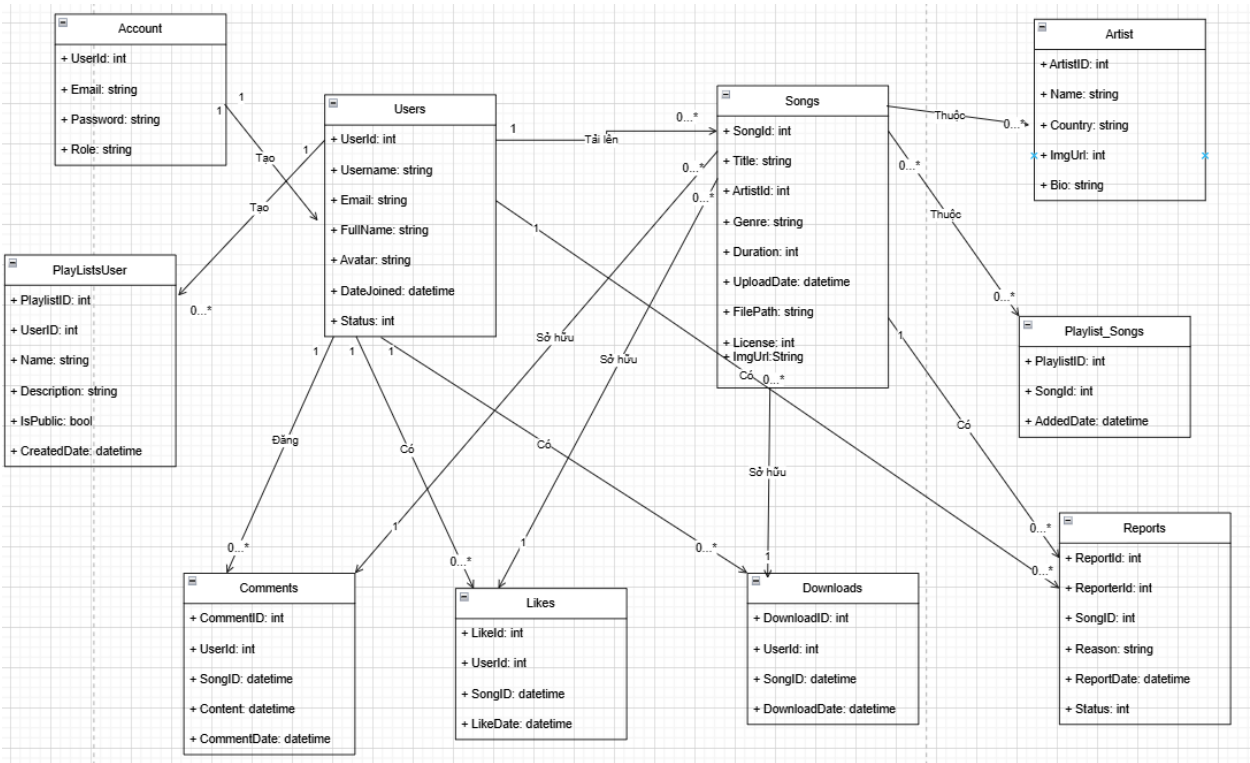 Account
+ UserId: int
+ Email: string
+ Password: string
+ Role: string
1
1
Tạo
Users
+ UserId: int
+ Username: string
+ Email: string
+ FullName: string
+ Avatar: string
+ DateJoined: datetime
+ Status: int
1
Tạo
0...*
1
Tải lên
0...*
Songs
+ SongId: int
+ Title: string
+ ArtistId: int
+ Genre: string
+ Duration: int
+ UploadDate: datetime
+ FilePath: string
+ License: int
+ ImgUrl:String
Thuộc
0...*
Artist
+ ArtistID: int
+ Name: string
+ Country: string
+ ImgUrl: int
+ Bio: string
0...*
Thuộc
0...*
PlayListsUser
+ PlaylistID: int
+ UserID: int
+ Name: string
+ Description: string
+ IsPublic: bool
+ CreatedDate: datetime
Playlist_Songs
+ PlaylistID: int
+ SongId: int
+ AddedDate: datetime
0...*
Sở hữu
1
0...*
Sở hữu
1
1
Có
0...*
0...*
Sở hữu
1
1
Có
0...*
1
Đăng
0...*
1
Có
0...*
1
Có
0...*
Comments
+ CommentID: int
+ UserId: int
+ SongID: datetime
+ Content: datetime
+ CommentDate: datetime
Likes
+ LikeId: int
+ UserId: int
+ SongID: datetime
+ LikeDate: datetime
Downloads
+ DownloadID: int
+ UserId: int
+ SongID: datetime
+ DownloadDate: datetime
Reports
+ ReportId: int
+ ReporterId: int
+ SongID: int
+ Reason: string
+ ReportDate: datetime
+ Status: int